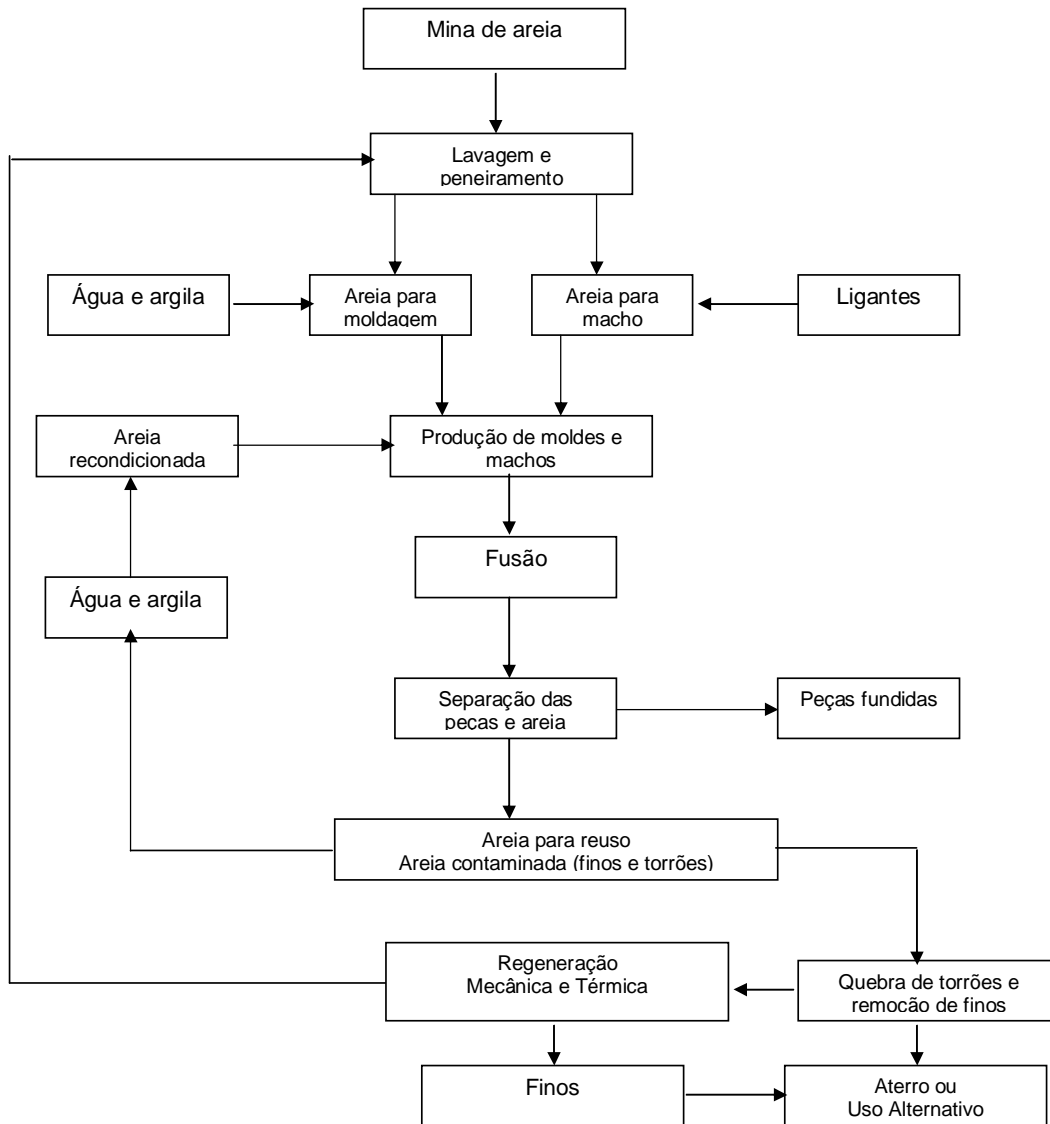 Mina de areia
Lavagem e
peneiramento
Água e argila
Areia para
moldagem
Areia para
macho
Ligantes
Areia
recondicionada
Produção de moldes e
machos
Fusão
Água e argila
Separação das
peças e areia
Peças fundidas
Areia para reuso
Areia contaminada (finos e torrões)
Regeneração
Mecânica e Térmica
Quebra de torrões e
remoção de finos
Finos
Aterro ou
Uso Alternativo